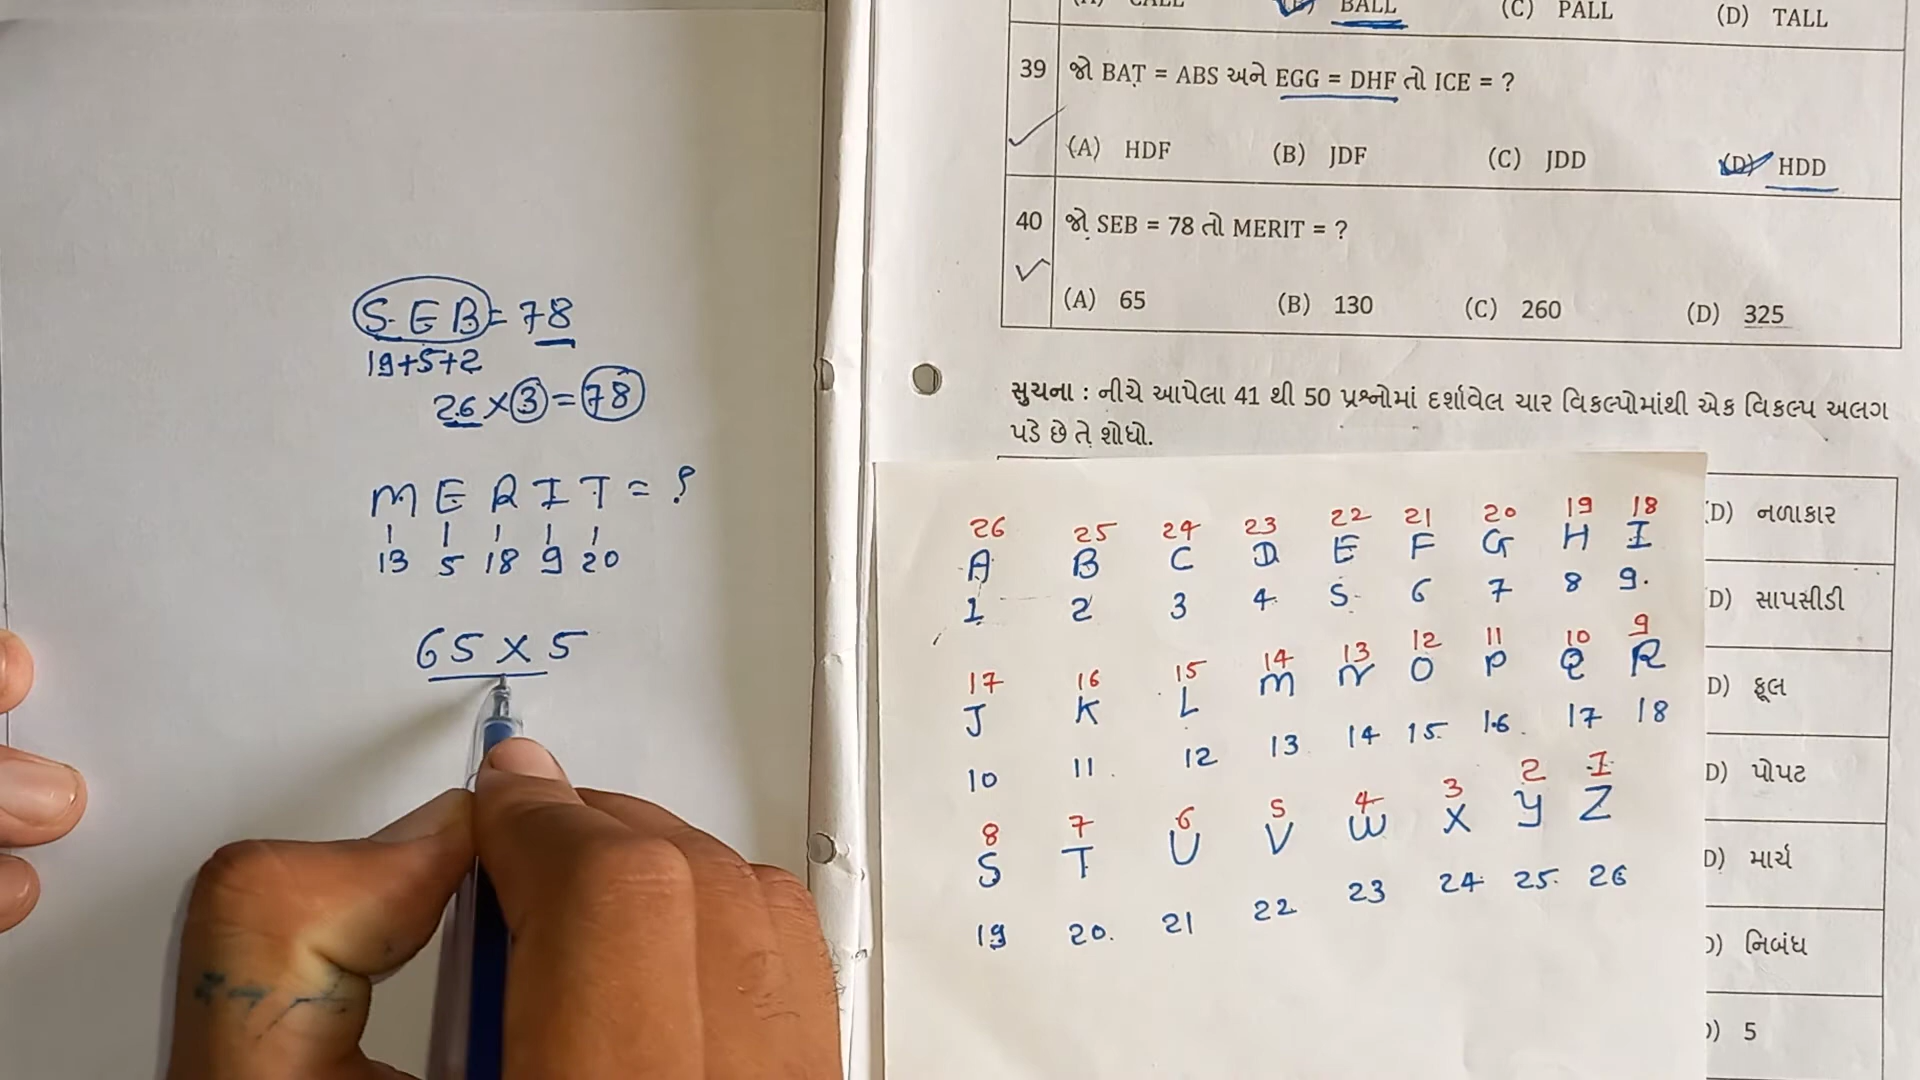 S E B = 78
19+5+2
26 × 3 = 78
M E R I T = ?
13 5 18 9 20
65 × 5
CALL (B) BALL (C) PALL (D) TALL
39 જો BAT = ABS અને EGG = DHF તો ICE = ?
(A) HDF (B) JDF (C) JDD (D) HDD
40 જો SEB = 78 તો MERIT = ?
(A) 65 (B) 130 (C) 260 (D) 325
સુચના : નીચે આપેલા 41 થી 50 પ્રશ્નોમાં દર્શાવેલ ચાર વિકલ્પોમાંથી એક વિકલ્પ અલગ
પડે છે તે શોધો.
26 25 24 23 22 21 20 19 18
A B C D E F G H I
1 2 3 4 5 6 7 8 9
17 16 15 14 13 12 11 10 9
J K L M N O P Q R
10 11 12 13 14 15 16 17 18
8 7 6 5 4 3 2 1
S T U V W X Y Z
19 20 21 22 23 24 25 26
(D) નળાકાર
D) સાપસીડી
D) ફૂલ
D) પોપટ
D) માર્ચ
D) નિબંધ
D) 5